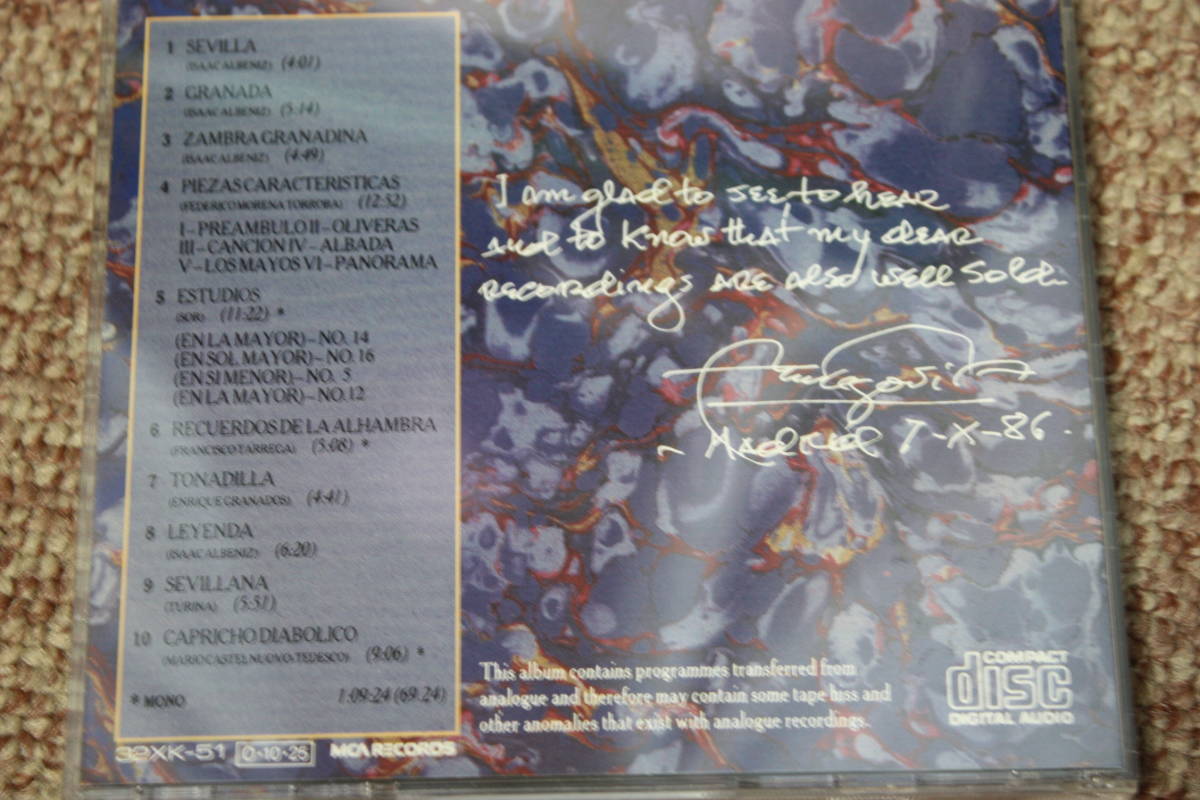 1 SEVILLA
(ISAAC ALBENIZ) (4:01)
2 GRANADA
(ISAAC ALBENIZ) (5:14)
3 ZAMBRA GRANADINA
(ISAAC ALBENIZ) (4:49)
4 PIEZAS CARACTERISTICAS
(FEDERICO MORENA TORROBA) (12:52)
I-PREAMBULO II-OLIVERAS
III-CANCION IV-ALBADA
V-LOS MAYOS VI-PANORAMA
5 ESTUDIOS
(SOR) (11:22) *
(EN LA MAYOR)-NO. 14
(EN SOL MAYOR)-NO. 16
(EN SI MENOR)-NO. 5
(EN LA MAYOR)-NO. 12
6 RECUERDOS DE LA ALHAMBRA
(FRANCISCO TARREGA) (5:08) *
7 TONADILLA
(ENRIQUE GRANADOS) (4:41)
8 LEYENDA
(ISAAC ALBENIZ) (6:20)
9 SEVILLANA
(TURINA) (5:51)
10 CAPRICHO DIABOLICO
(MARIO CASTELNUOVO-TEDESCO) (9:06) *
* MONO 1:09:24 (69.24)
32XK-51 0·10·25 MCA RECORDS
I am glad to see, to hear
and to know that my dear
recordings are also well sold.
Madrid 7-X-86.
This album contains programmes transferred from
analogue and therefore may contain some tape hiss and
other anomalies that exist with analogue recordings.
COMPACT
disc
DIGITAL AUDIO